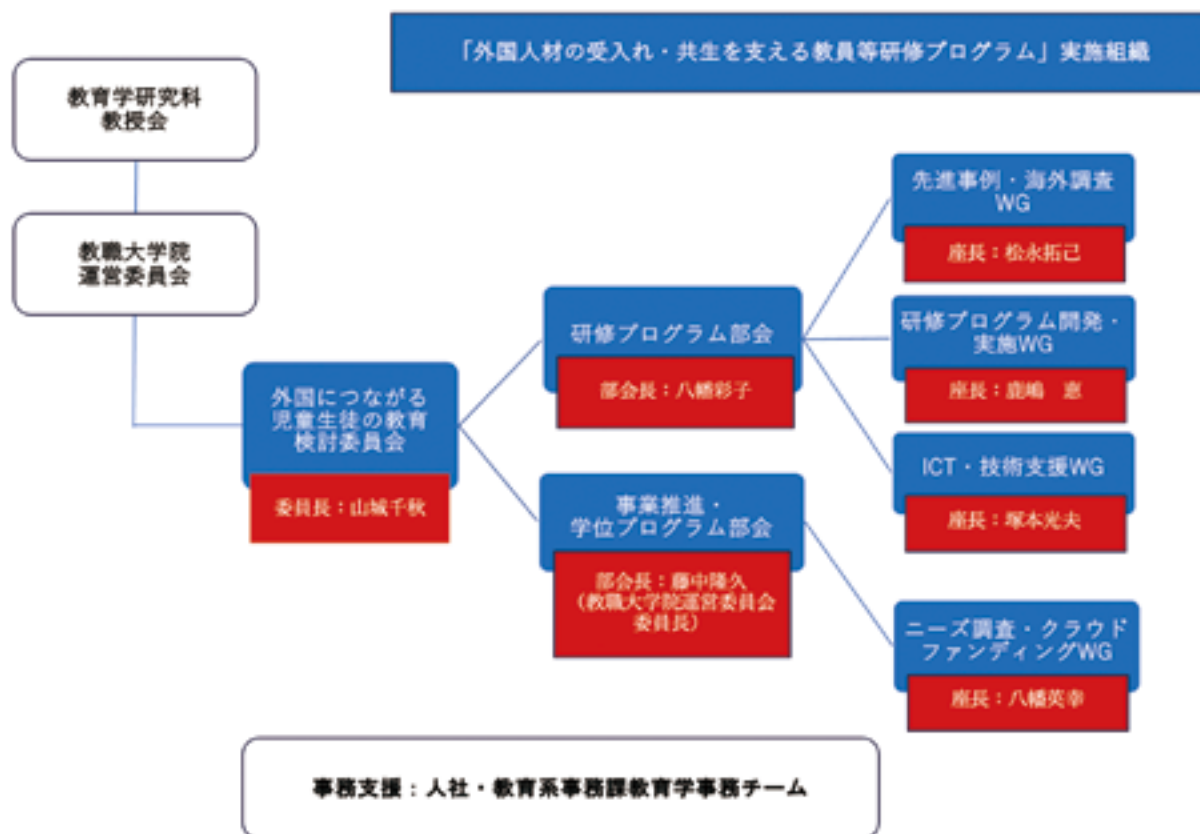 「外国人材の受入れ・共生を支える教員等研修プログラム」実施組織
教育学研究科
教授会
教職大学院
運営委員会
外国につながる
児童生徒の教育
検討委員会
委員長：山城千秋
研修プログラム部会
部会長：八幡彩子
事業推進・
学位プログラム部会
部会長：藤中隆久
（教職大学院運営委員会
委員長）
先進事例・海外調査
WG
座長：松永拓己
研修プログラム開発・
実施WG
座長：鹿嶋　恵
ICT・技術支援WG
座長：塚本光夫
ニーズ調査・クラウド
ファンディングWG
座長：八幡英幸
事務支援：人社・教育系事務課教育学事務チーム